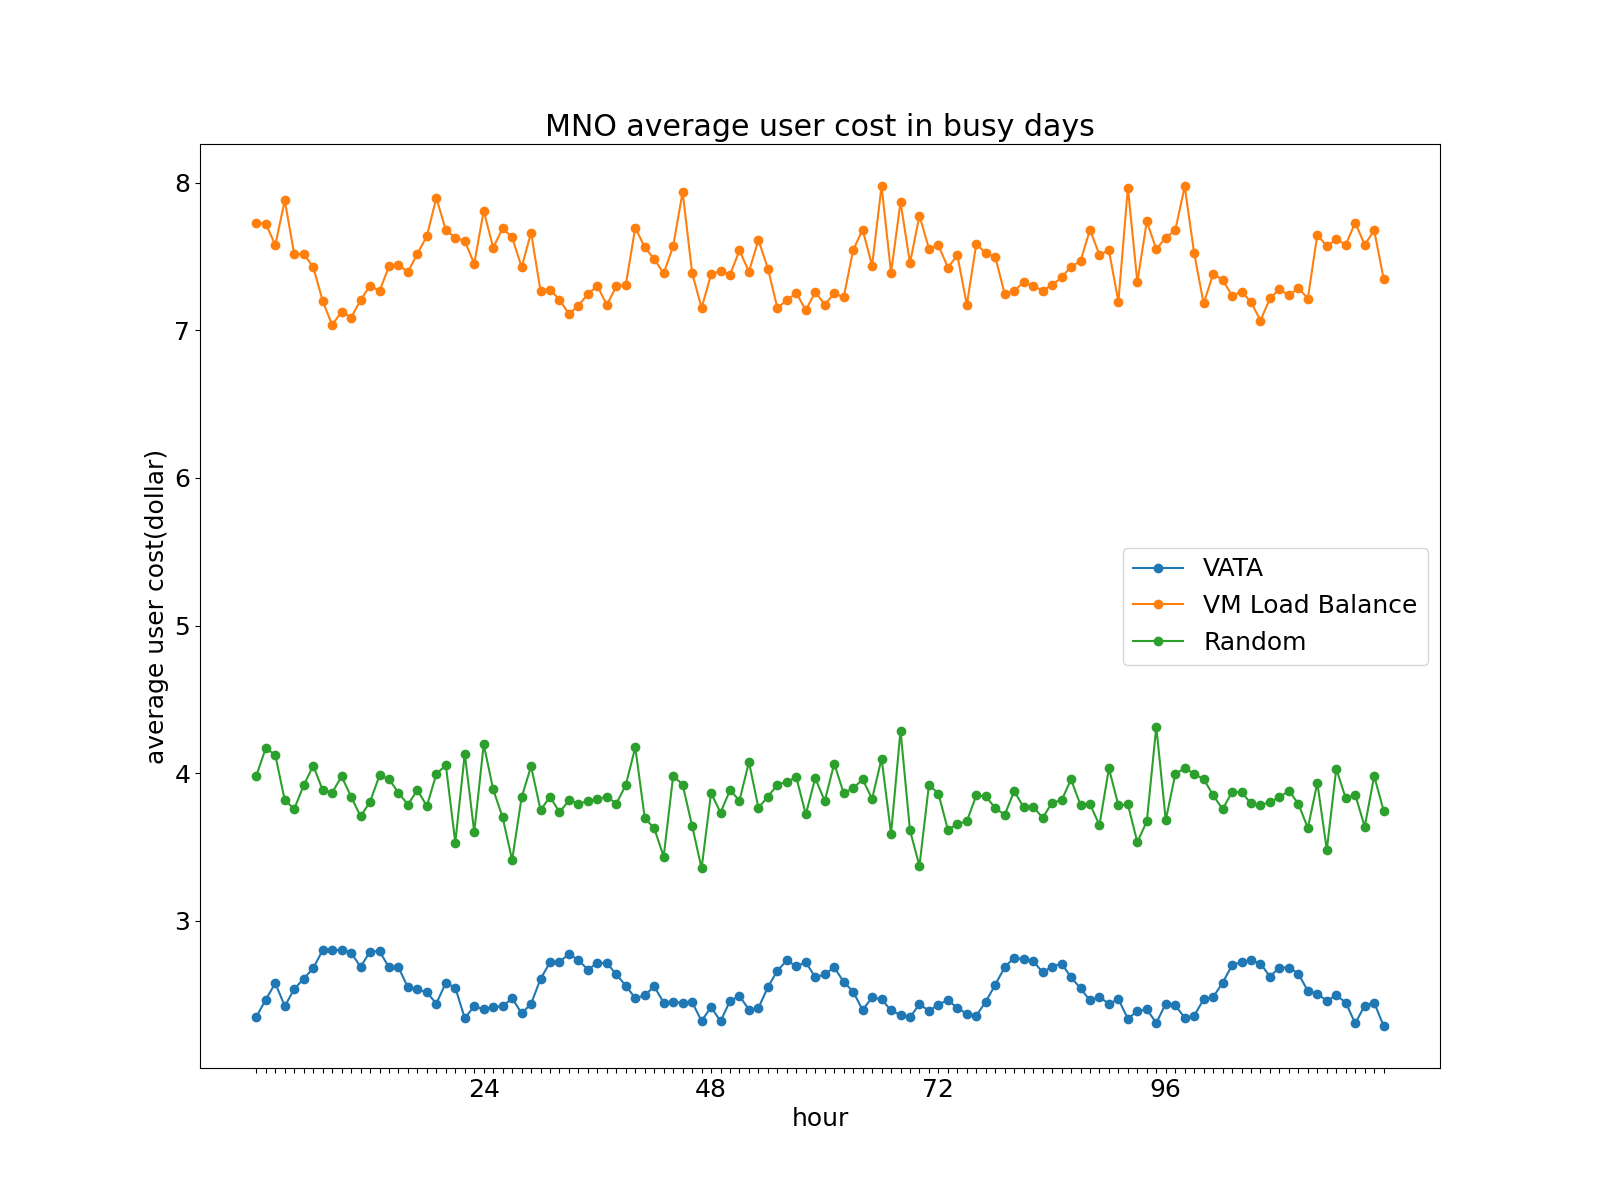 MNO average user cost in busy days
8
7
6
5
4
3
average user cost(dollar)
VATA
VM Load Balance
Random
24
48
72
96
hour